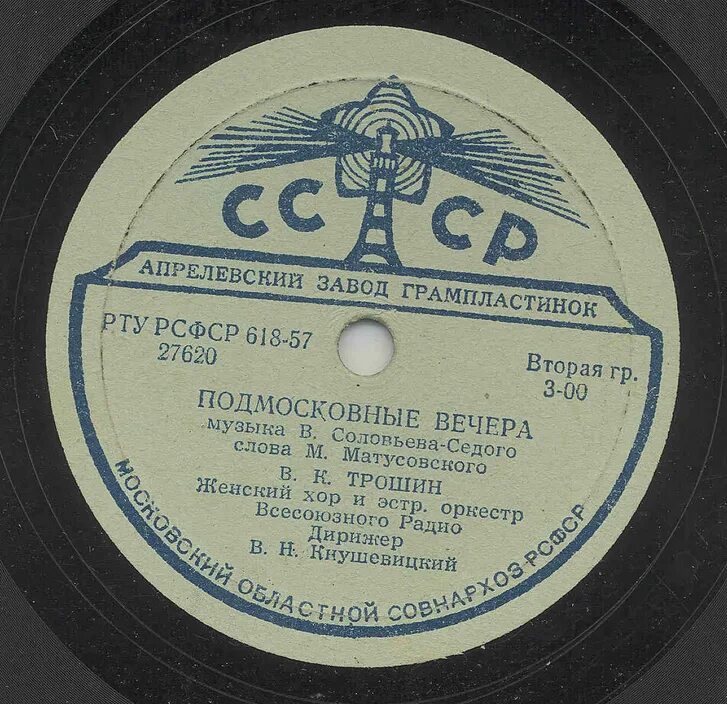 СССР
АПРЕЛЕВСКИЙ ЗАВОД ГРАМПЛАСТИНОК
РТУ РСФСР 618-57
27620
Вторая гр.
3-00
ПОДМОСКОВНЫЕ ВЕЧЕРА
музыка В. Соловьева-Седого
слова М. Матусовского
В. К. ТРОШИН
Женский хор и эстр. оркестр
Всесоюзного Радио
Дирижер
В. Н. Кнушевицкий
МОСКОВСКИЙ ОБЛАСТНОЙ СОВНАРХОЗ-РСФСР